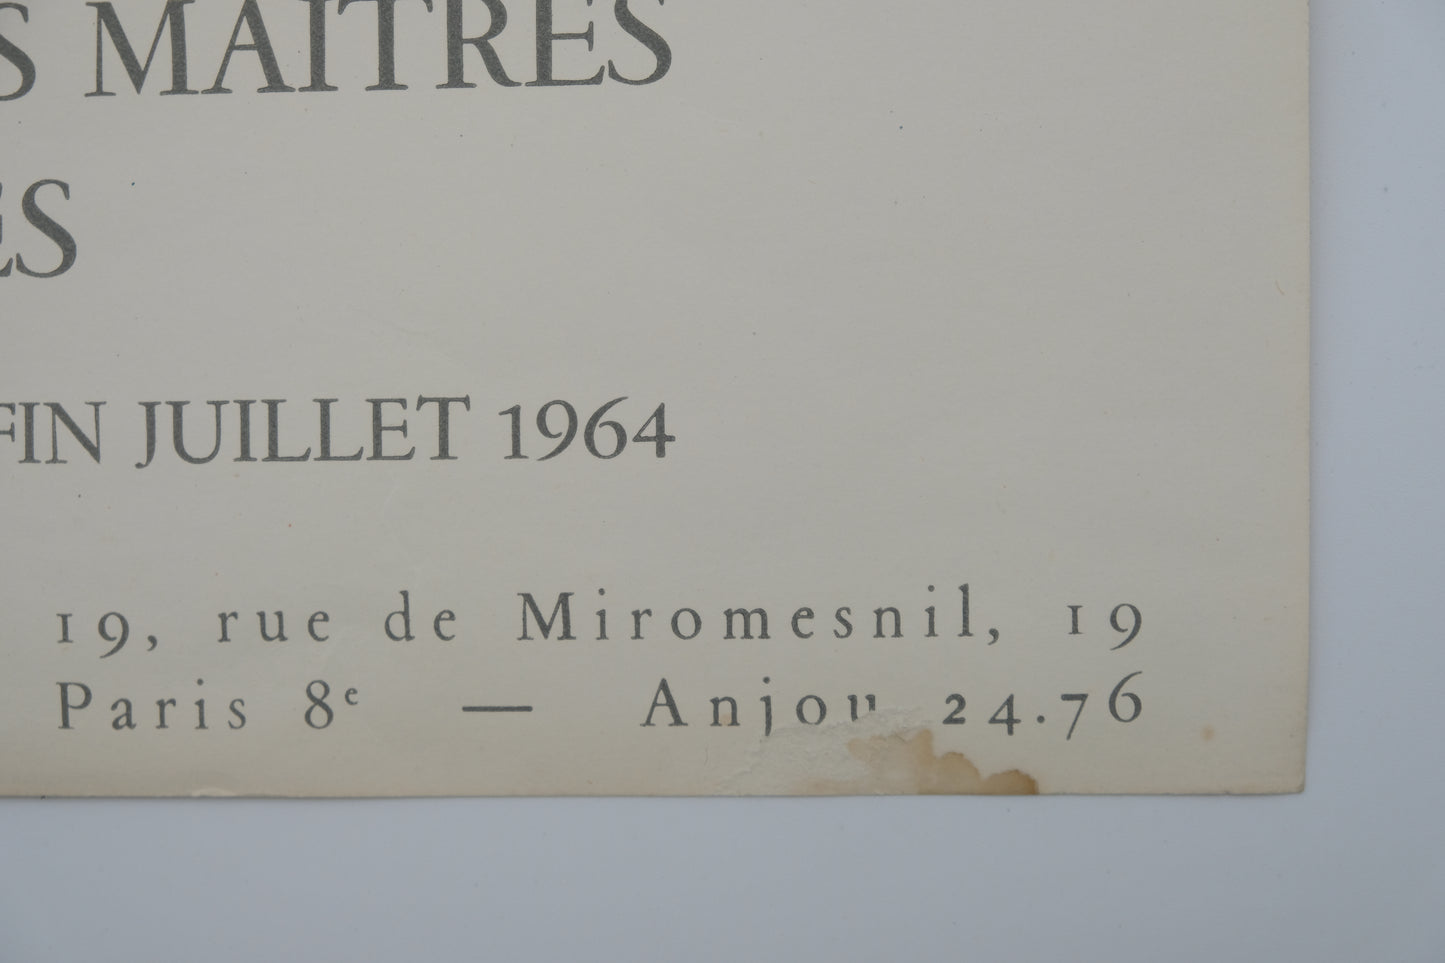 S MAITRES
ES
FIN JUILLET 1964
19, rue de Miromesnil, 19
Paris 8e — Anjou 24.76